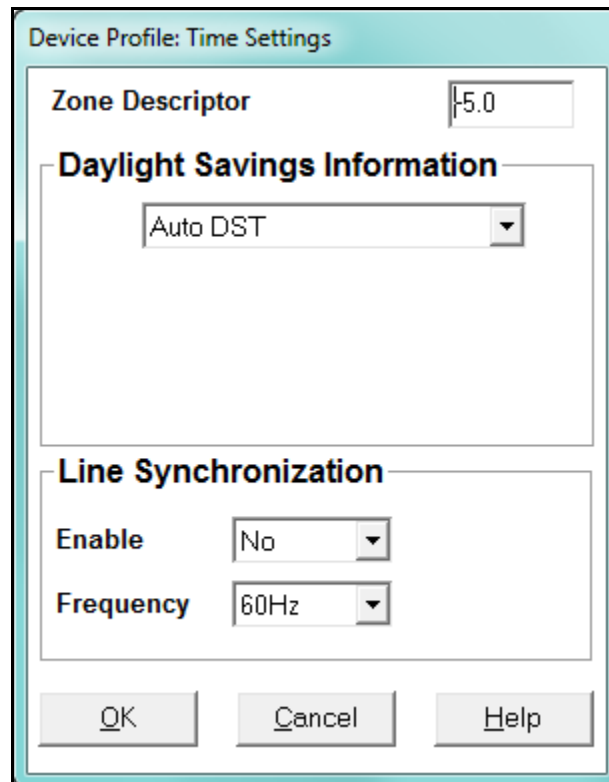 Device Profile: Time Settings
Zone Descriptor -5.0
Daylight Savings Information
Auto DST
Line Synchronization
Enable No
Frequency 60Hz
OK Cancel Help